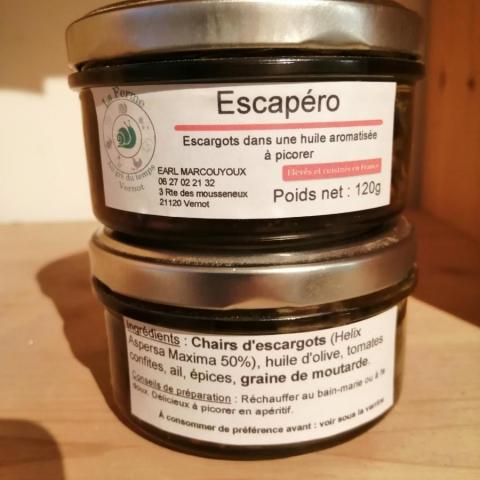 La Ferme
Vernot
Escapéro
Escargots dans une huile aromatisée
à picorer
Elevés et cuisinés en France
EARL MARCOUYOUX
06 27 02 21 32
3 Rte des mousseneux
21120 Vernot
Poids net : 120g
Ingrédients : Chairs d'escargots (Helix
Aspersa Maxima 50%), huile d'olive, tomates
confites, ail, épices, graine de moutarde.
Conseils de préparation : Réchauffer au bain-marie ou à feu
doux. Délicieux à picorer en apéritif.
À consommer de préférence avant : voir sous la verrine